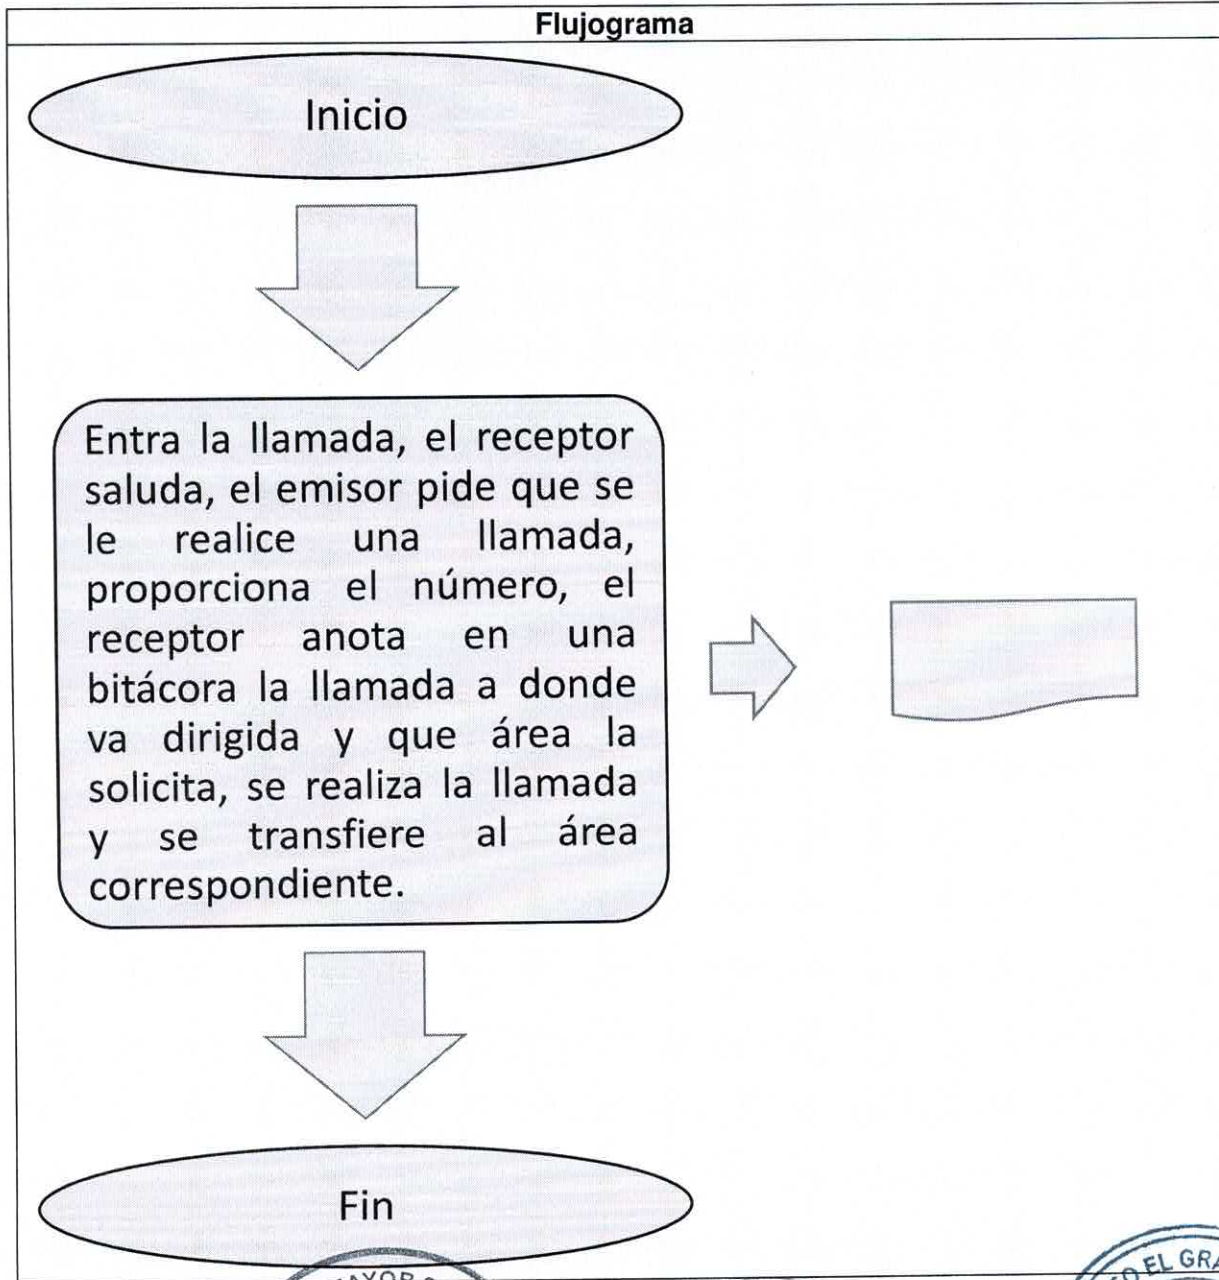 Flujograma
Inicio
Entra la llamada, el receptor
saluda, el emisor pide que se
le realice una llamada,
proporciona el número, el
receptor anota en una
bitácora la llamada a donde
va dirigida y que área la
solicita, se realiza la llamada
y se transfiere al área
correspondiente.
Fin
EL